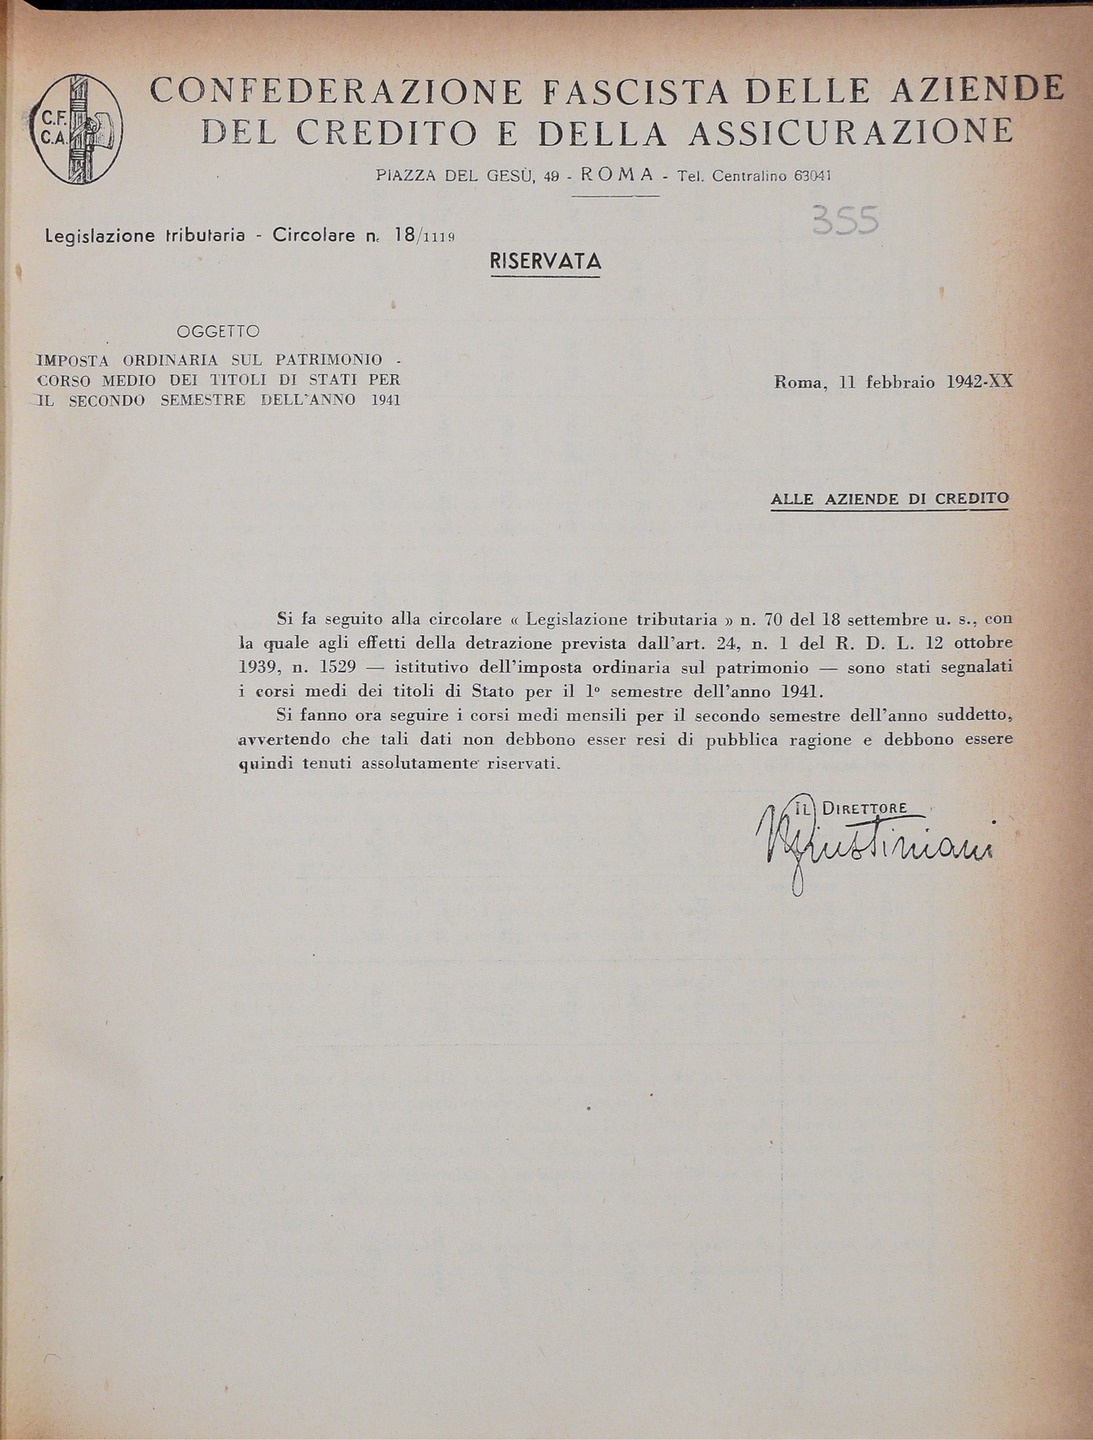 C.F.
C.A.
CONFEDERAZIONE FASCISTA DELLE AZIENDE
DEL CREDITO E DELLA ASSICURAZIONE
PIAZZA DEL GESÙ, 49 - ROMA - Tel. Centralino 63041
355
Legislazione tributaria - Circolare n. 18/1119
RISERVATA
OGGETTO
IMPOSTA ORDINARIA SUL PATRIMONIO -
CORSO MEDIO DEI TITOLI DI STATI PER
IL SECONDO SEMESTRE DELL'ANNO 1941
Roma, 11 febbraio 1942-XX
ALLE AZIENDE DI CREDITO
Si fa seguito alla circolare « Legislazione tributaria » n. 70 del 18 settembre u. s., con
la quale agli effetti della detrazione prevista dall'art. 24, n. 1 del R. D. L. 12 ottobre
1939, n. 1529 — istitutivo dell'imposta ordinaria sul patrimonio — sono stati segnalati
i corsi medi dei titoli di Stato per il 1° semestre dell'anno 1941.
Si fanno ora seguire i corsi medi mensili per il secondo semestre dell'anno suddetto,
avvertendo che tali dati non debbono esser resi di pubblica ragione e debbono essere
quindi tenuti assolutamente riservati.
IL DIRETTORE
Giustiniani